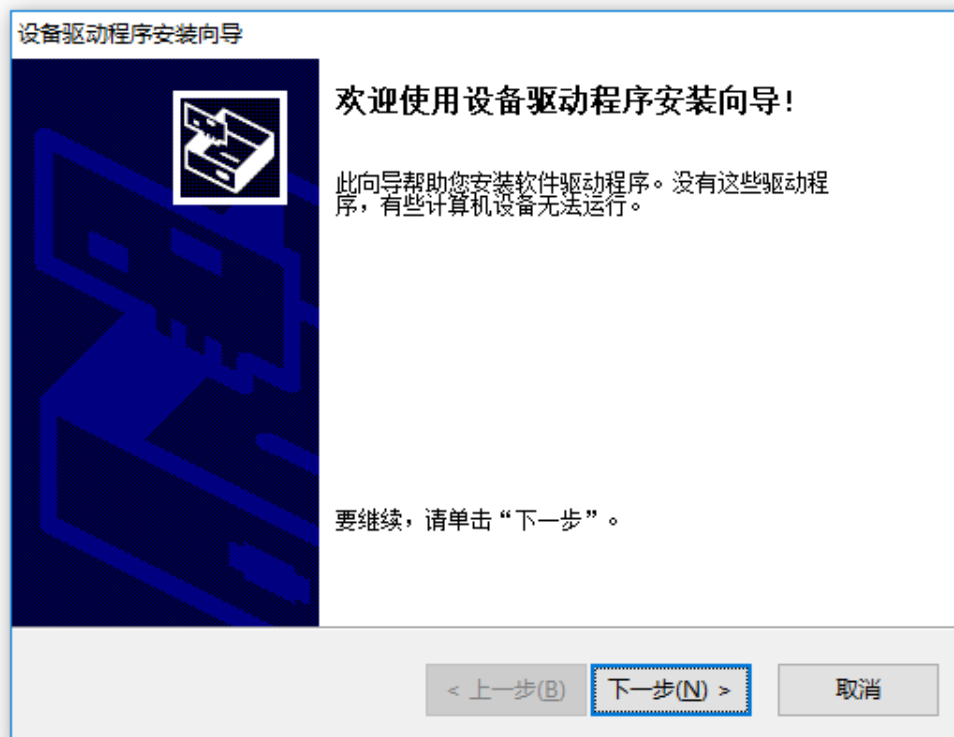 设备驱动程序安装向导
欢迎使用设备驱动程序安装向导!
此向导帮助您安装软件驱动程序。没有这些驱动程
序，有些计算机设备无法运行。
要继续，请单击“下一步”。
< 上一步(B)
下一步(N) >
取消